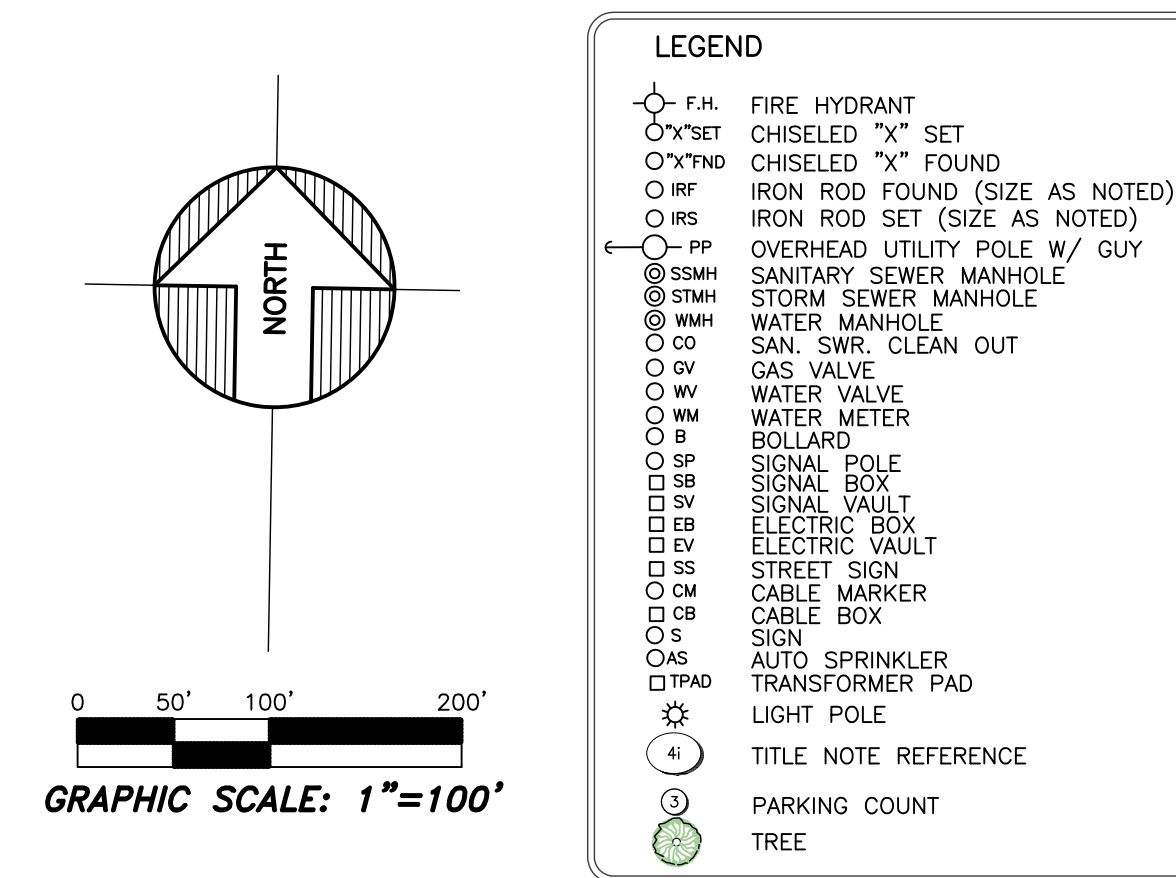 NORTH
0 50' 100' 200'
GRAPHIC SCALE: 1"=100'
LEGEND
F.H. FIRE HYDRANT
"X"SET CHISELED "X" SET
"X"FND CHISELED "X" FOUND
IRF IRON ROD FOUND (SIZE AS NOTED)
IRS IRON ROD SET (SIZE AS NOTED)
PP OVERHEAD UTILITY POLE W/ GUY
SSMH SANITARY SEWER MANHOLE
STMH STORM SEWER MANHOLE
WMH WATER MANHOLE
CO SAN. SWR. CLEAN OUT
GV GAS VALVE
WV WATER VALVE
WM WATER METER
B BOLLARD
SP SIGNAL POLE
SB SIGNAL BOX
SV SIGNAL VAULT
EB ELECTRIC BOX
EV ELECTRIC VAULT
SS STREET SIGN
CM CABLE MARKER
CB CABLE BOX
S SIGN
AS AUTO SPRINKLER
TPAD TRANSFORMER PAD
LIGHT POLE
4i TITLE NOTE REFERENCE
3 PARKING COUNT
TREE